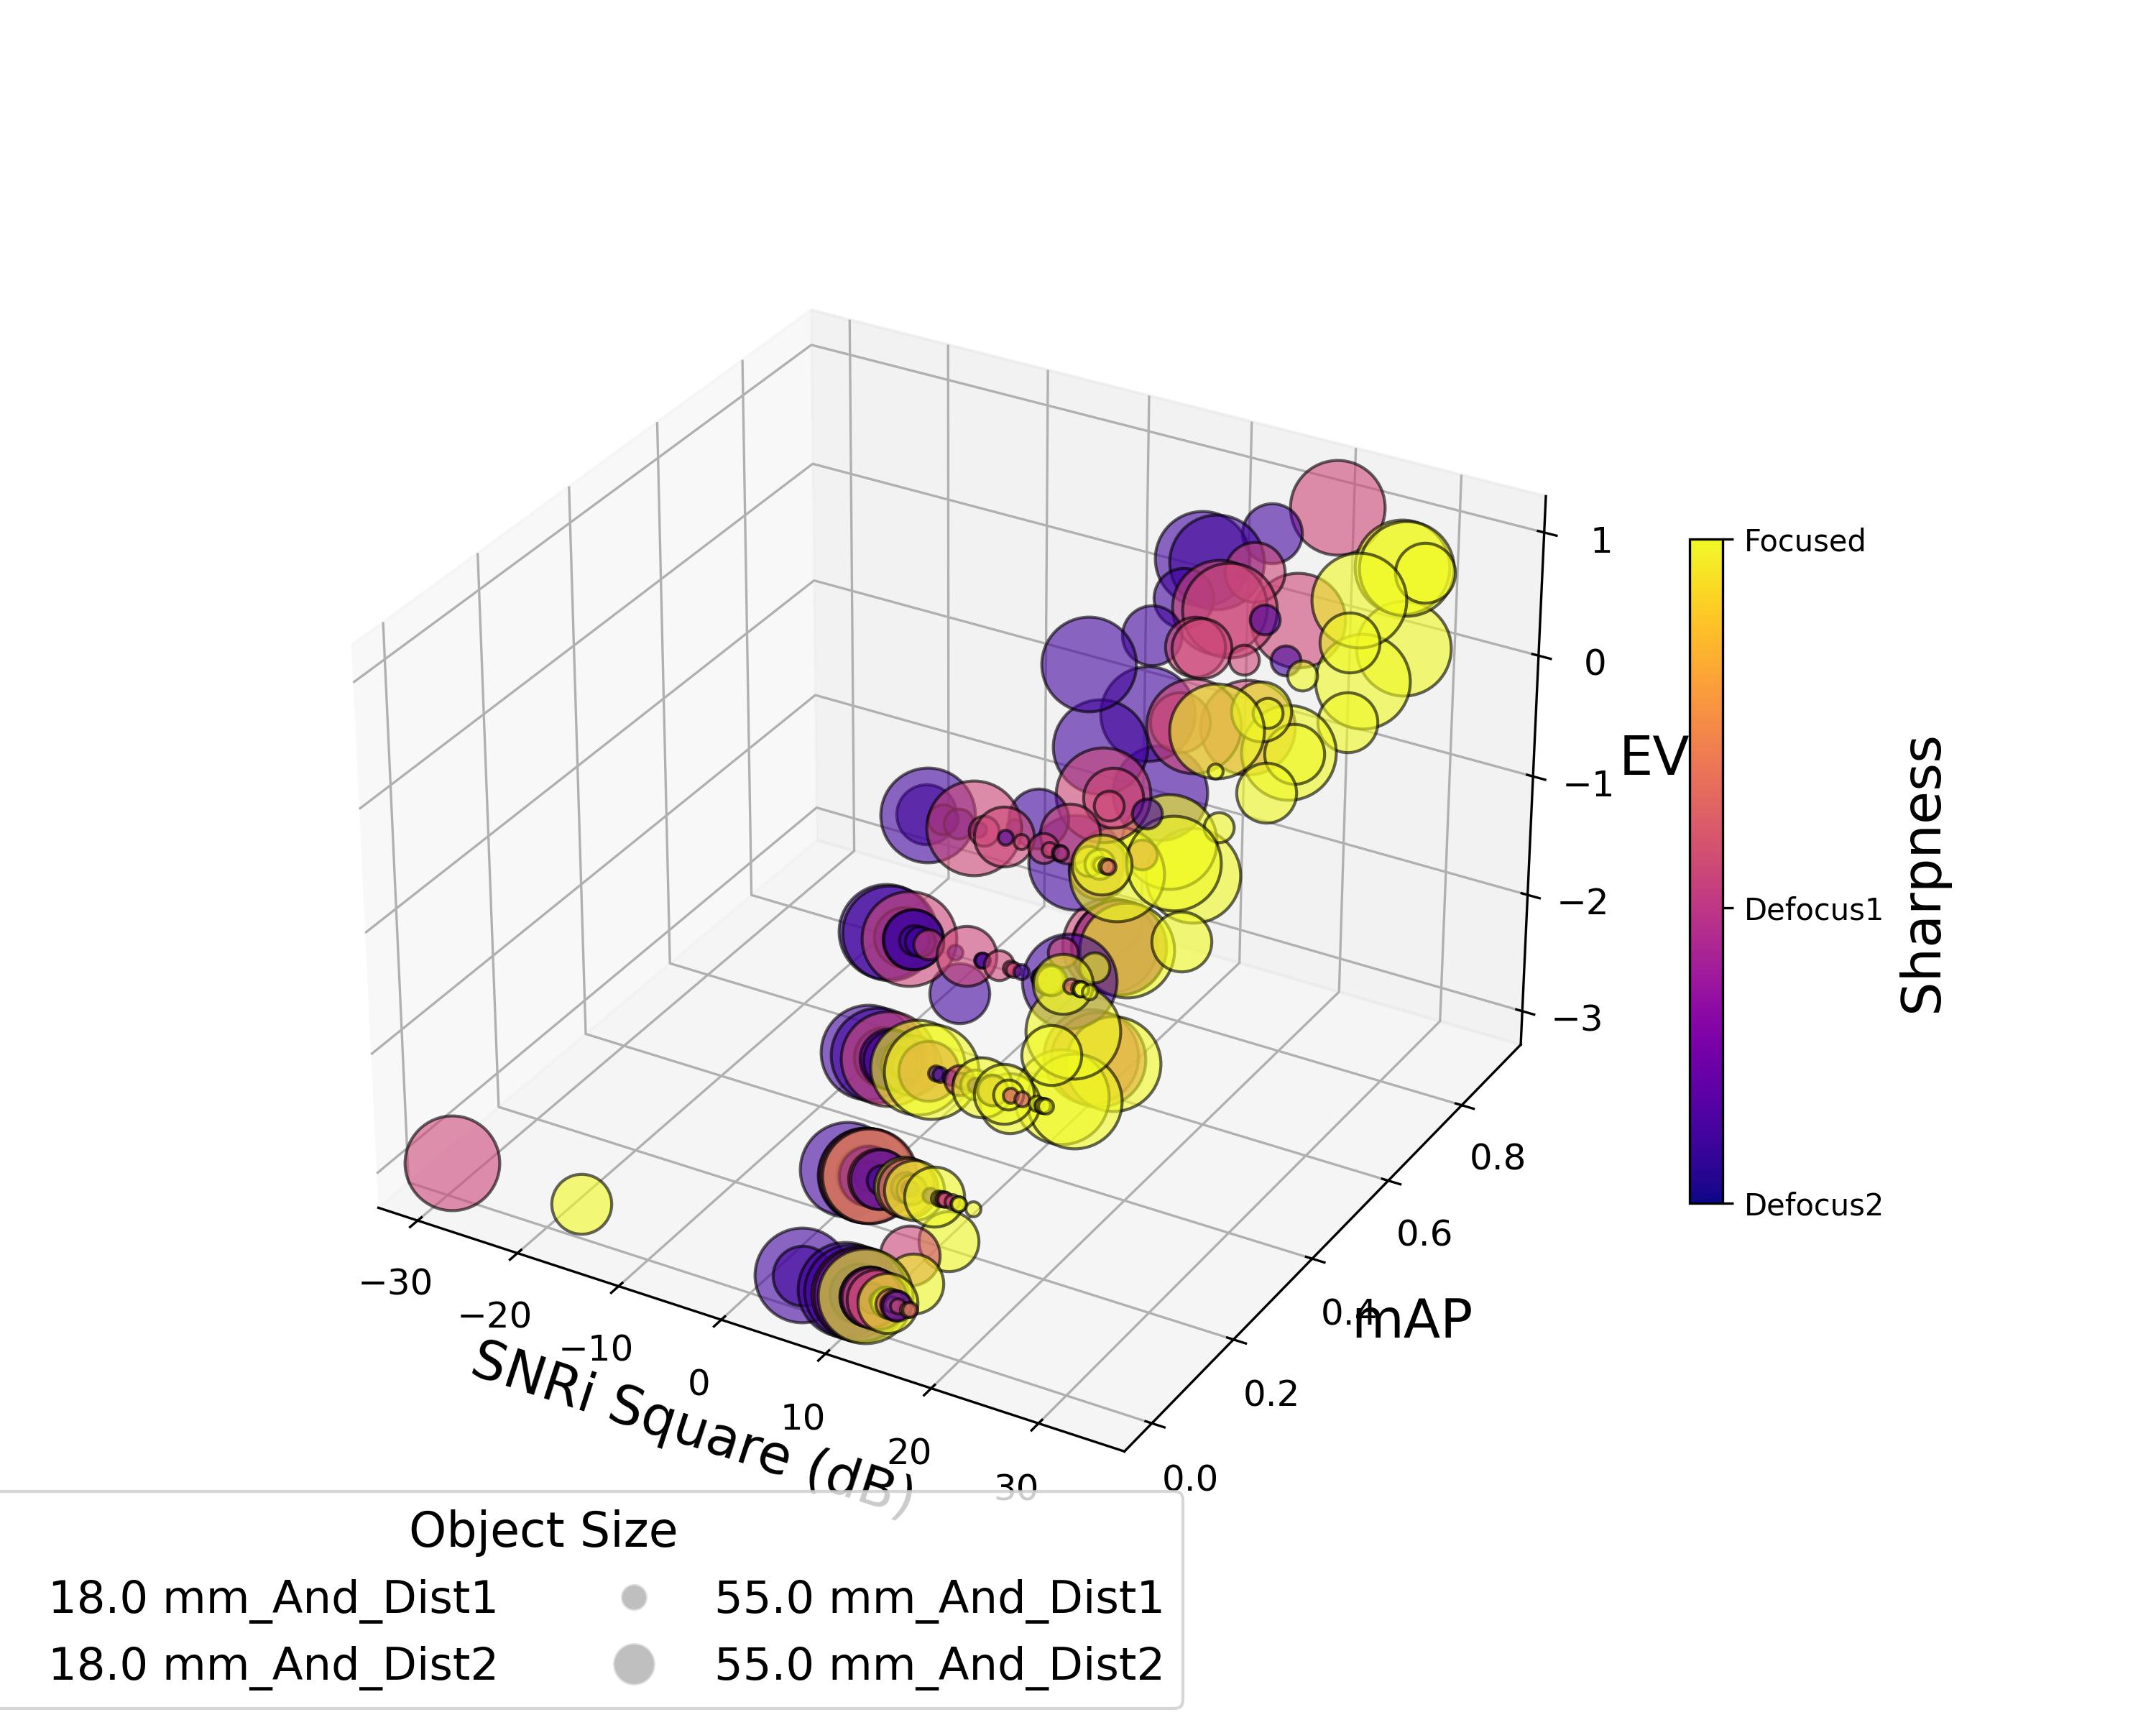 1
0
−1
−2
−3
EV
Focused
Defocus1
Defocus2
Sharpness
0.8
0.6
0.4
0.2
0.0
mAP
−30
−20
−10
0
10
20
30
SNRi Square (dB)
Object Size
18.0 mm_And_Dist1
55.0 mm_And_Dist1
18.0 mm_And_Dist2
55.0 mm_And_Dist2